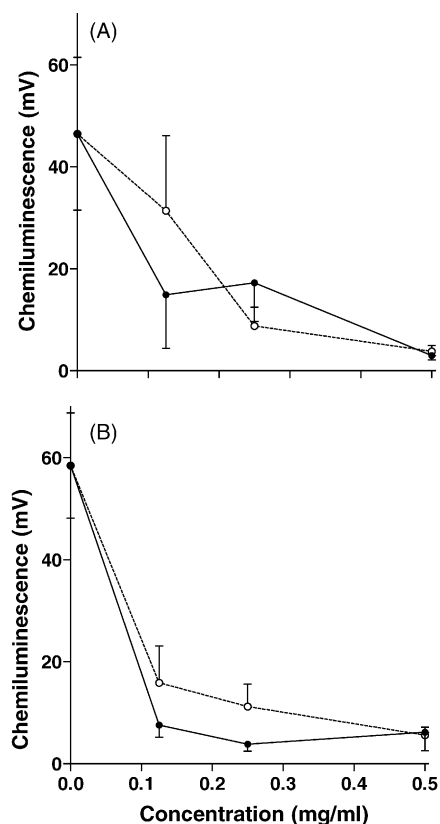 (A)
60
40
20
0
Chemiluminescence (mV)
(B)
60
40
20
0
Chemiluminescence (mV)
0.0 0.1 0.2 0.3 0.4 0.5
Concentration (mg/ml)